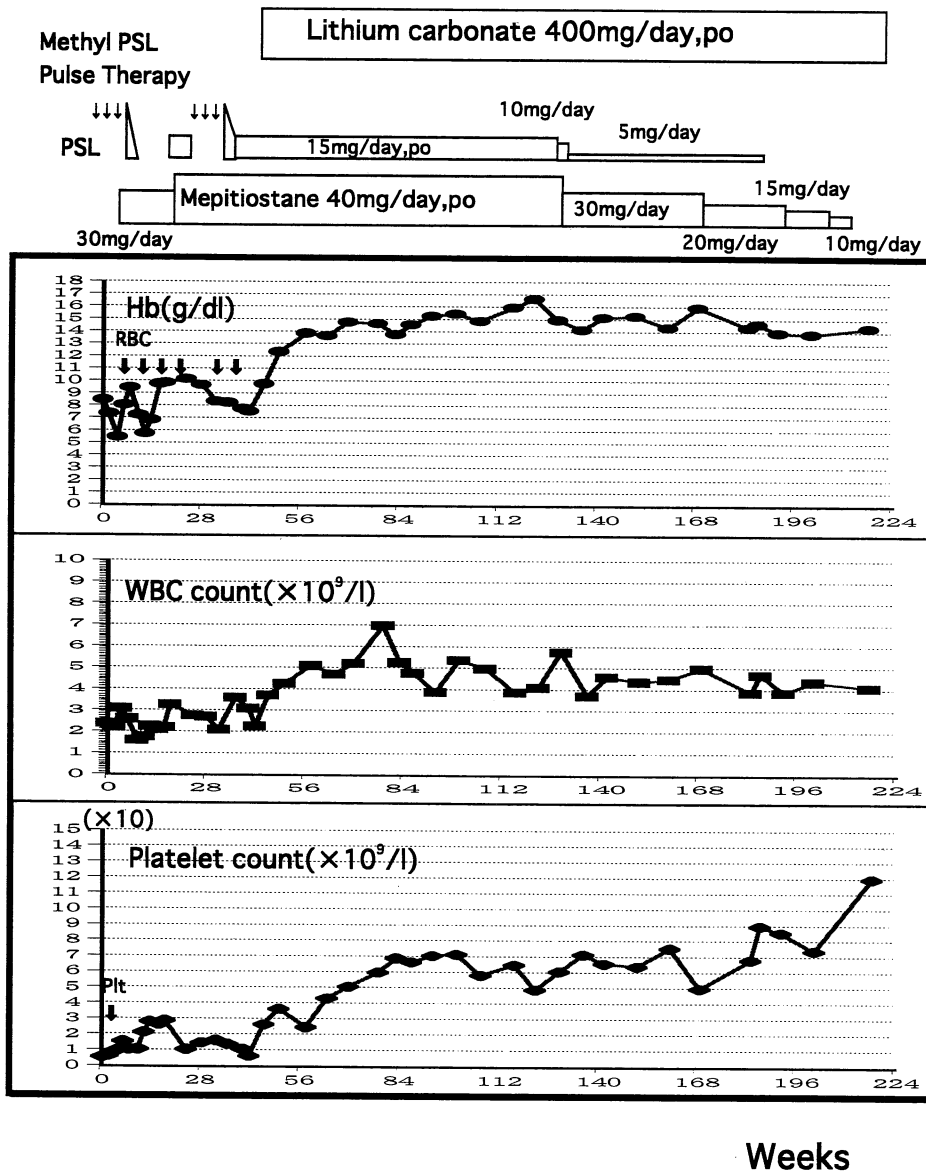 Lithium carbonate 400mg/day,po
Methyl PSL
Pulse Therapy
↓↓↓ ↓↓↓
10mg/day
5mg/day
PSL
15mg/day,po
15mg/day
Mepitiostane 40mg/day,po
30mg/day
30mg/day
20mg/day
10mg/day
18
17
16
15
14
13
12
11
10
9
8
7
6
5
4
3
2
1
0
Hb(g/dl)
RBC
0 28 56 84 112 140 168 196 224
10
9
8
7
6
5
4
3
2
1
0
WBC count(×10⁹/l)
0 28 56 84 112 140 168 196 224
(×10)
15
14
13
12
11
10
9
8
7
6
5
4
3
2
1
0
Platelet count(×10⁹/l)
Plt
0 28 56 84 112 140 168 196 224
Weeks